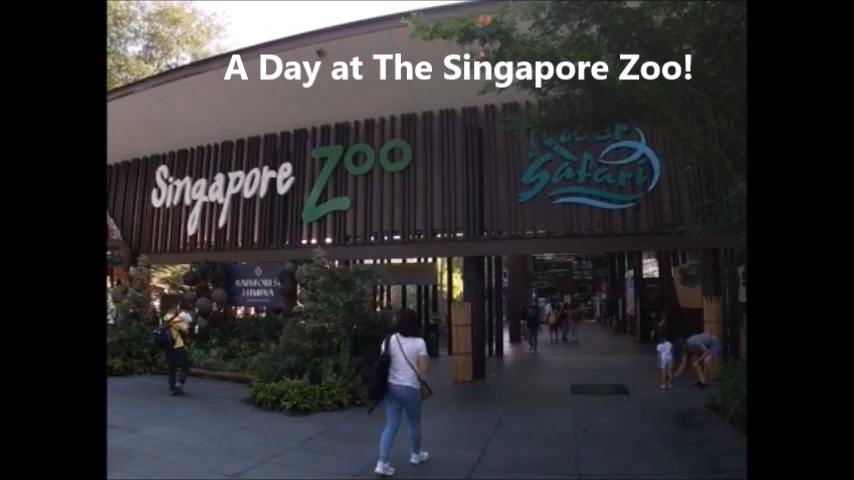 A Day at The Singapore Zoo!
Singapore Zoo
River
Safari
RAINFOREST
LUMINA